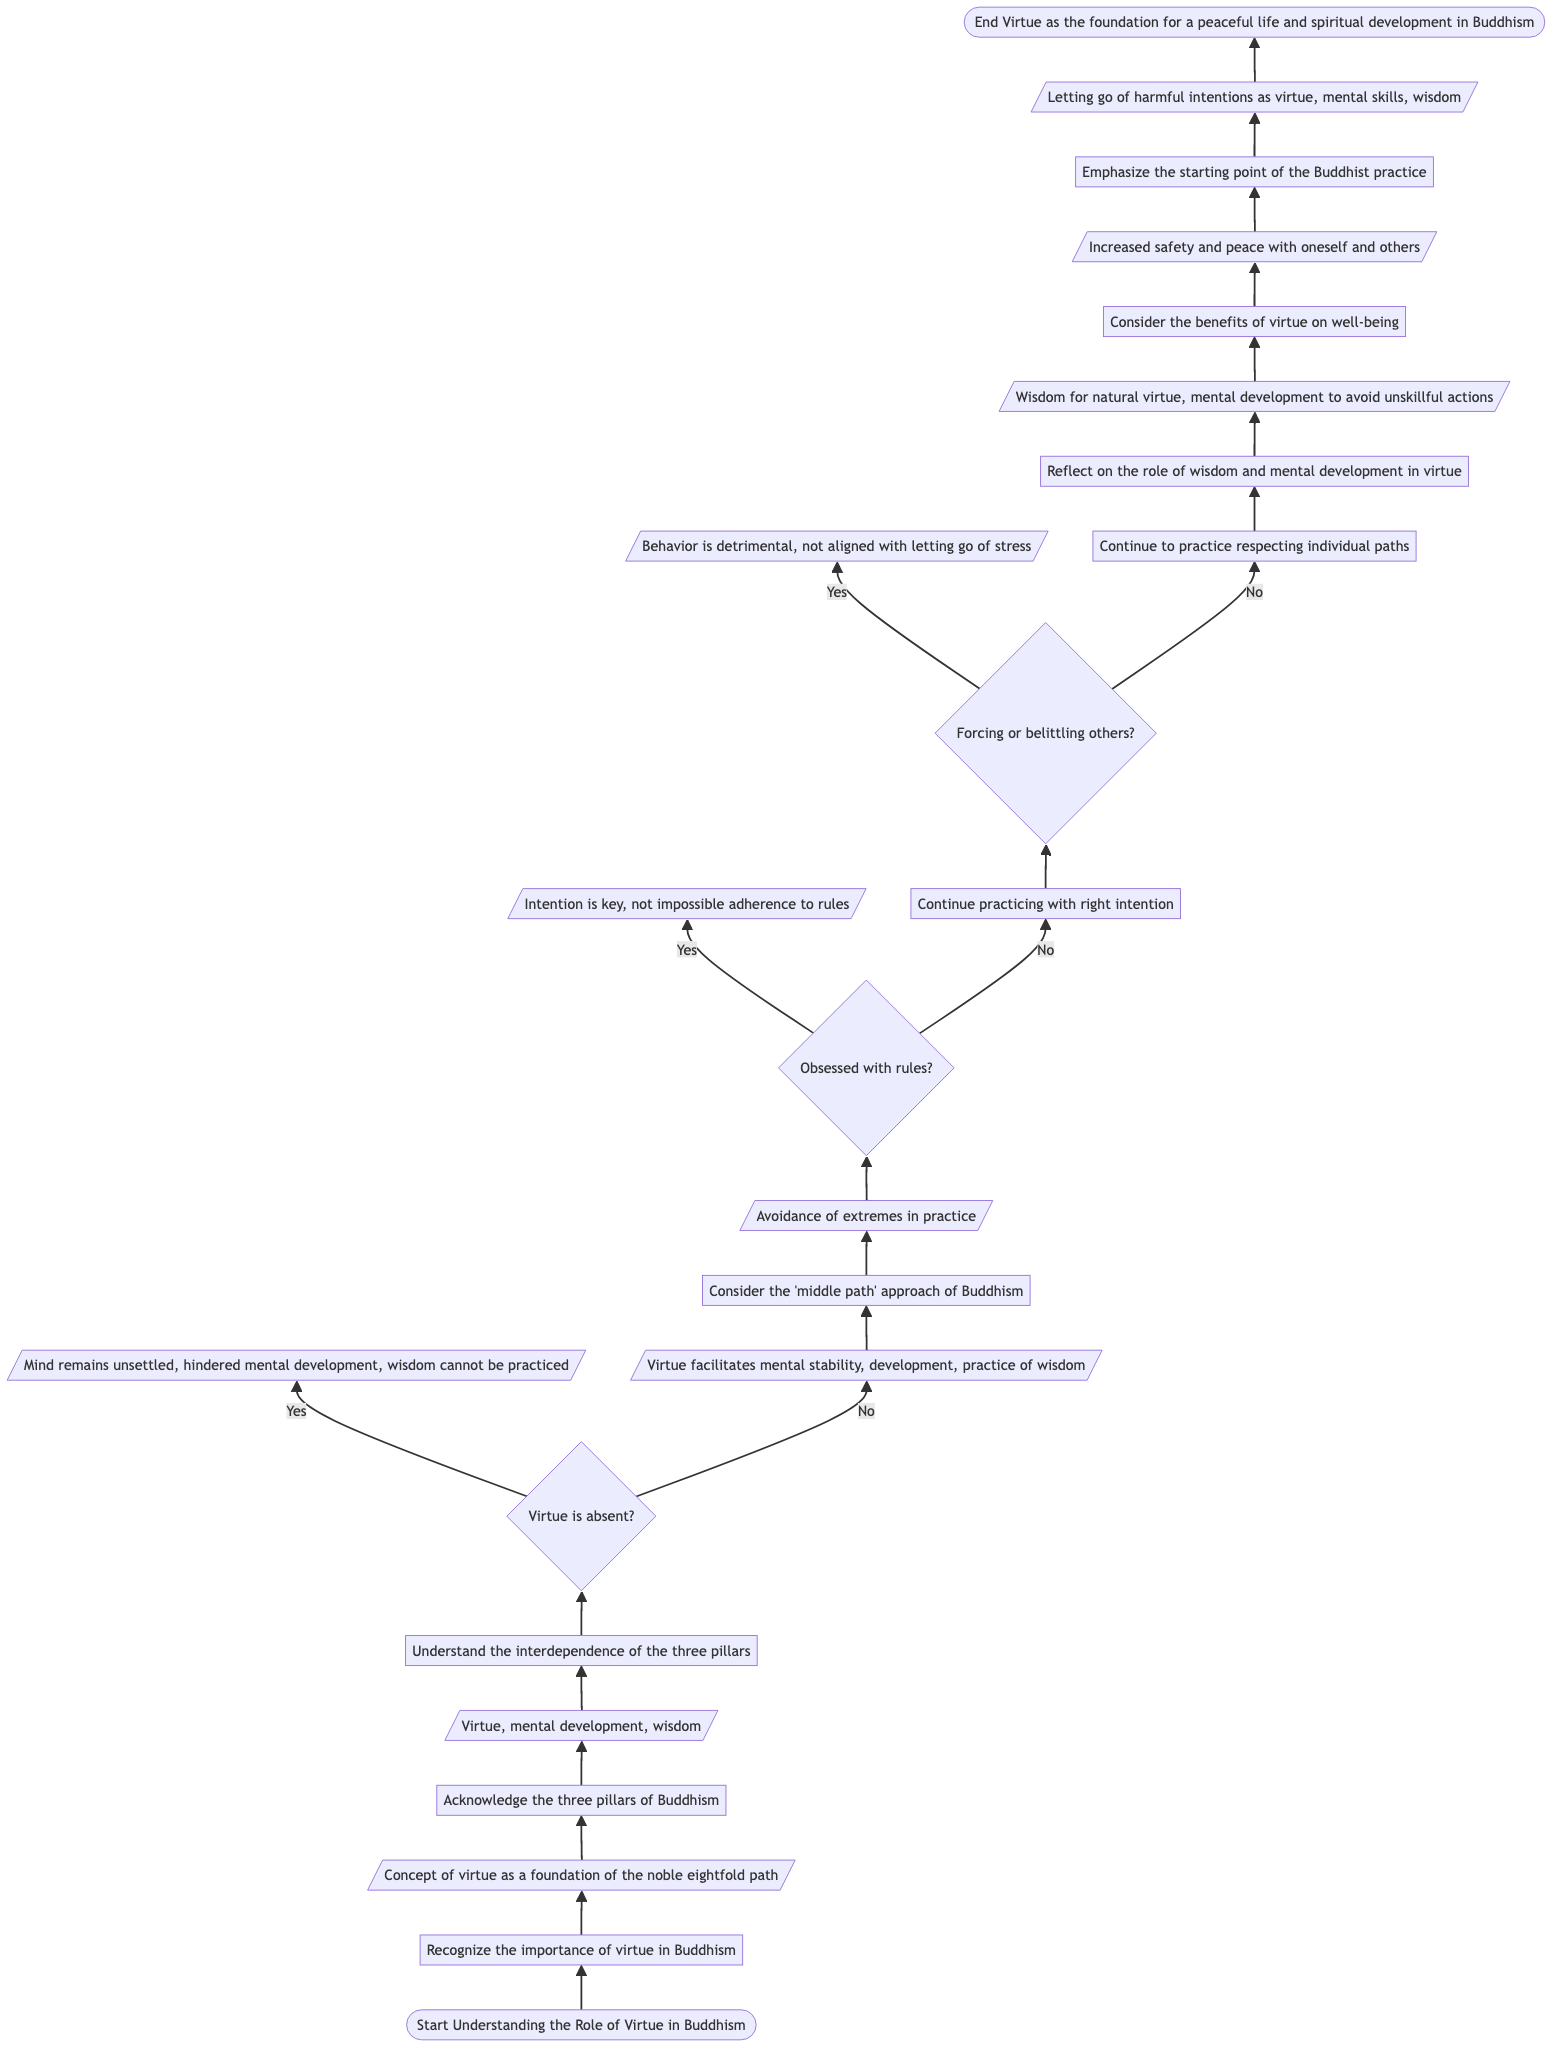 End Virtue as the foundation for a peaceful life and spiritual development in Buddhism
Letting go of harmful intentions as virtue, mental skills, wisdom
Emphasize the starting point of the Buddhist practice
Increased safety and peace with oneself and others
Consider the benefits of virtue on well-being
Wisdom for natural virtue, mental development to avoid unskillful actions
Reflect on the role of wisdom and mental development in virtue
Behavior is detrimental, not aligned with letting go of stress
Continue to practice respecting individual paths
Yes
No
Forcing or belittling others?
Intention is key, not impossible adherence to rules
Continue practicing with right intention
Yes
No
Obsessed with rules?
Avoidance of extremes in practice
Consider the 'middle path' approach of Buddhism
Mind remains unsettled, hindered mental development, wisdom cannot be practiced
Virtue facilitates mental stability, development, practice of wisdom
Yes
No
Virtue is absent?
Understand the interdependence of the three pillars
Virtue, mental development, wisdom
Acknowledge the three pillars of Buddhism
Concept of virtue as a foundation of the noble eightfold path
Recognize the importance of virtue in Buddhism
Start Understanding the Role of Virtue in Buddhism